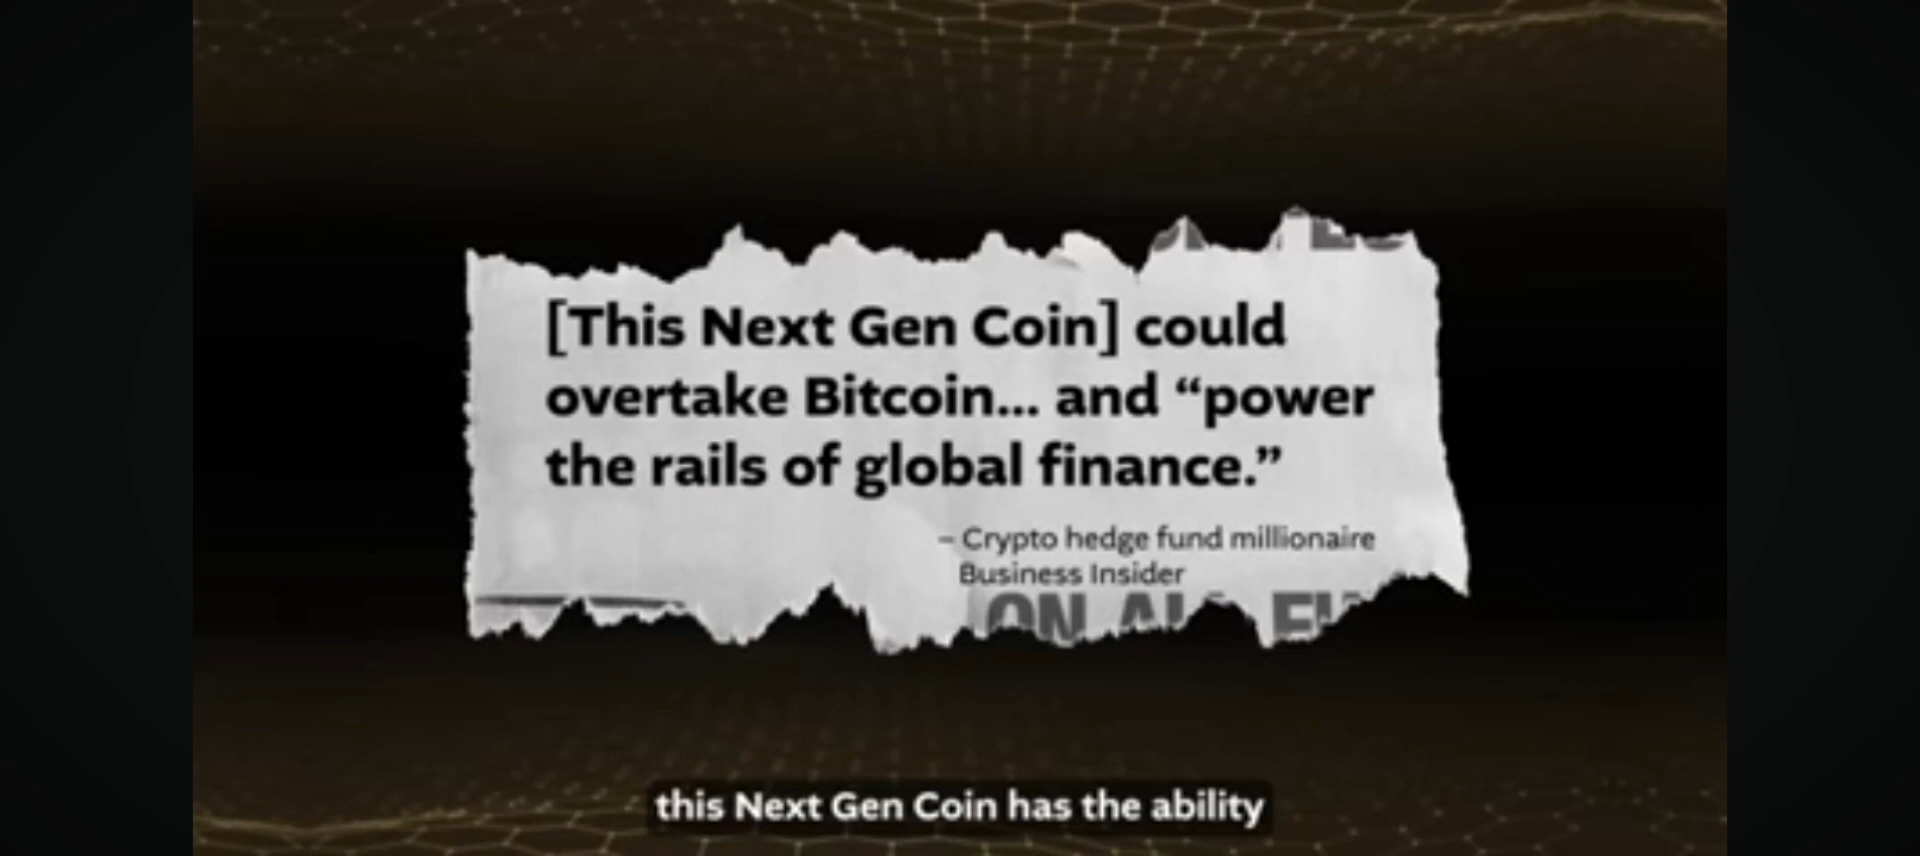 [This Next Gen Coin] could
overtake Bitcoin... and “power
the rails of global finance.”
– Crypto hedge fund millionaire
Business Insider
this Next Gen Coin has the ability